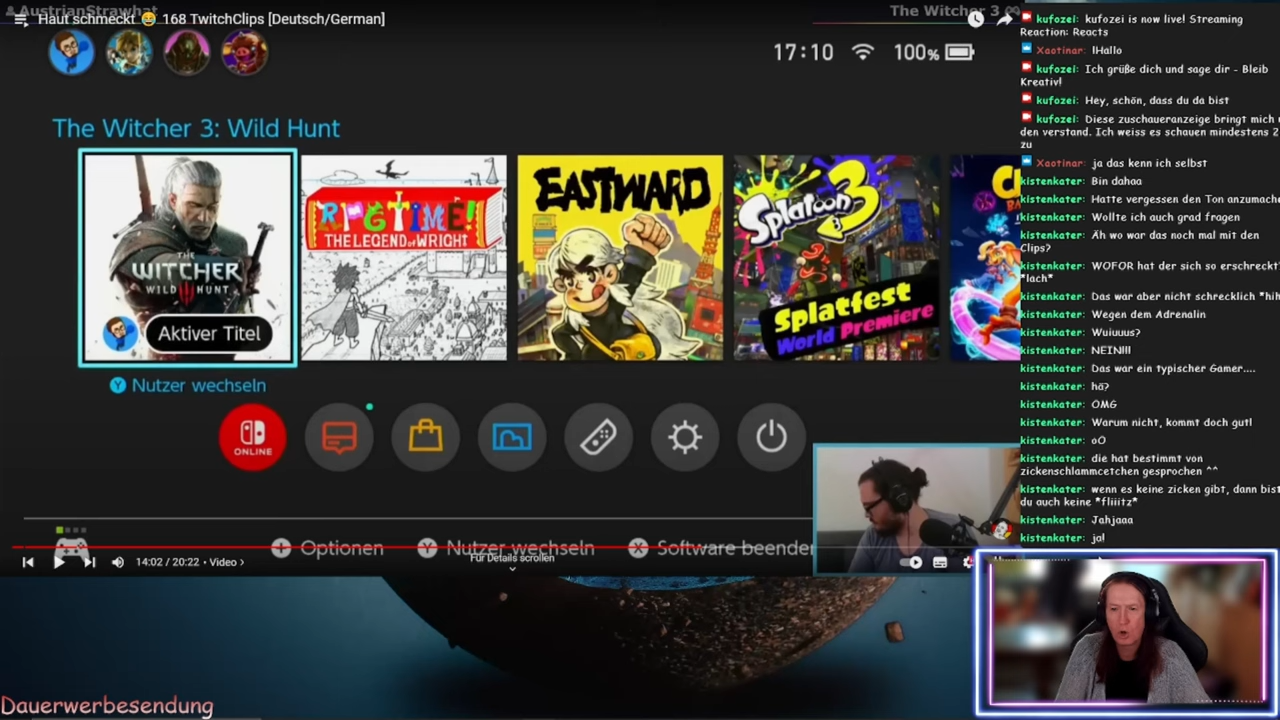 AustrianStrawhat
Haut schmeckt 😄 168 TwitchClips [Deutsch/German]
The Witcher 3
17:10
100%
The Witcher 3: Wild Hunt
THE
WITCHER
WILD HUNT
Aktiver Titel
RPG TIME!
THE LEGEND of WRIGHT
EASTWARD
Splatoon 3
Splatfest
World Premiere
Y Nutzer wechseln
ONLINE
+ Optionen
Y Nutzer wechseln
X Software beenden
Für Details scrollen
14:02 / 20:22 • Video ›
Dauerwerbesendung
kufozei: kufozei is now live! Streaming
Reaction: Reacts
Xaotinar: !Hallo
kufozei: Ich grüße dich und sage dir - Bleib
Kreativ!
kufozei: Hey, schön, dass du da bist
kufozei: Diese zuschaueranzeige bringt mich u
den verstand. Ich weiss es schauen mindestens 2
zu
Xaotinar: ja das kenn ich selbst
kistenkater: Bin dahaa
kistenkater: Hatte vergessen den Ton anzumache
kistenkater: Wollte ich auch grad fragen
kistenkater: Äh wo war das noch mal mit den
Clips?
kistenkater: WOFOR hat der sich so erschreckt?
*lach*
kistenkater: Das war aber nicht schrecklich *hih
kistenkater: Wegen dem Adrenalin
kistenkater: Wuiuuus?
kistenkater: NEIN!!!
kistenkater: Das war ein typischer Gamer....
kistenkater: hä?
kistenkater: OMG
kistenkater: Warum nicht, kommt doch gut!
kistenkater: oO
kistenkater: die hat bestimmt von
zickenschlammcetchen gesprochen ^^
kistenkater: wenn es keine zicken gibt, dann bist
du auch keine *fliiitz*
kistenkater: Jahjaaa
kistenkater: ja!